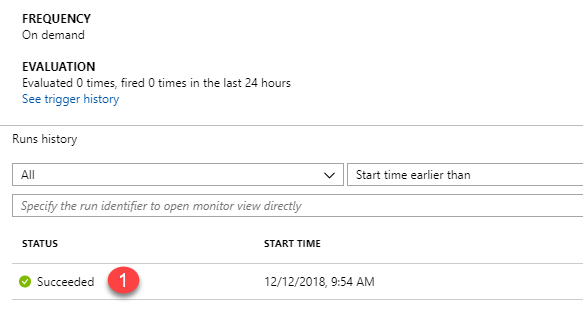 FREQUENCY
On demand
EVALUATION
Evaluated 0 times, fired 0 times in the last 24 hours
See trigger history
Runs history
All
Start time earlier than
Specify the run identifier to open monitor view directly
STATUS START TIME
Succeeded 1 12/12/2018, 9:54 AM